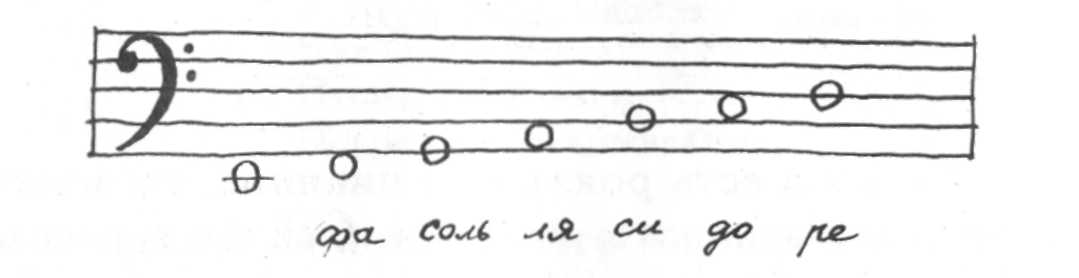 фа соль ля си до ре